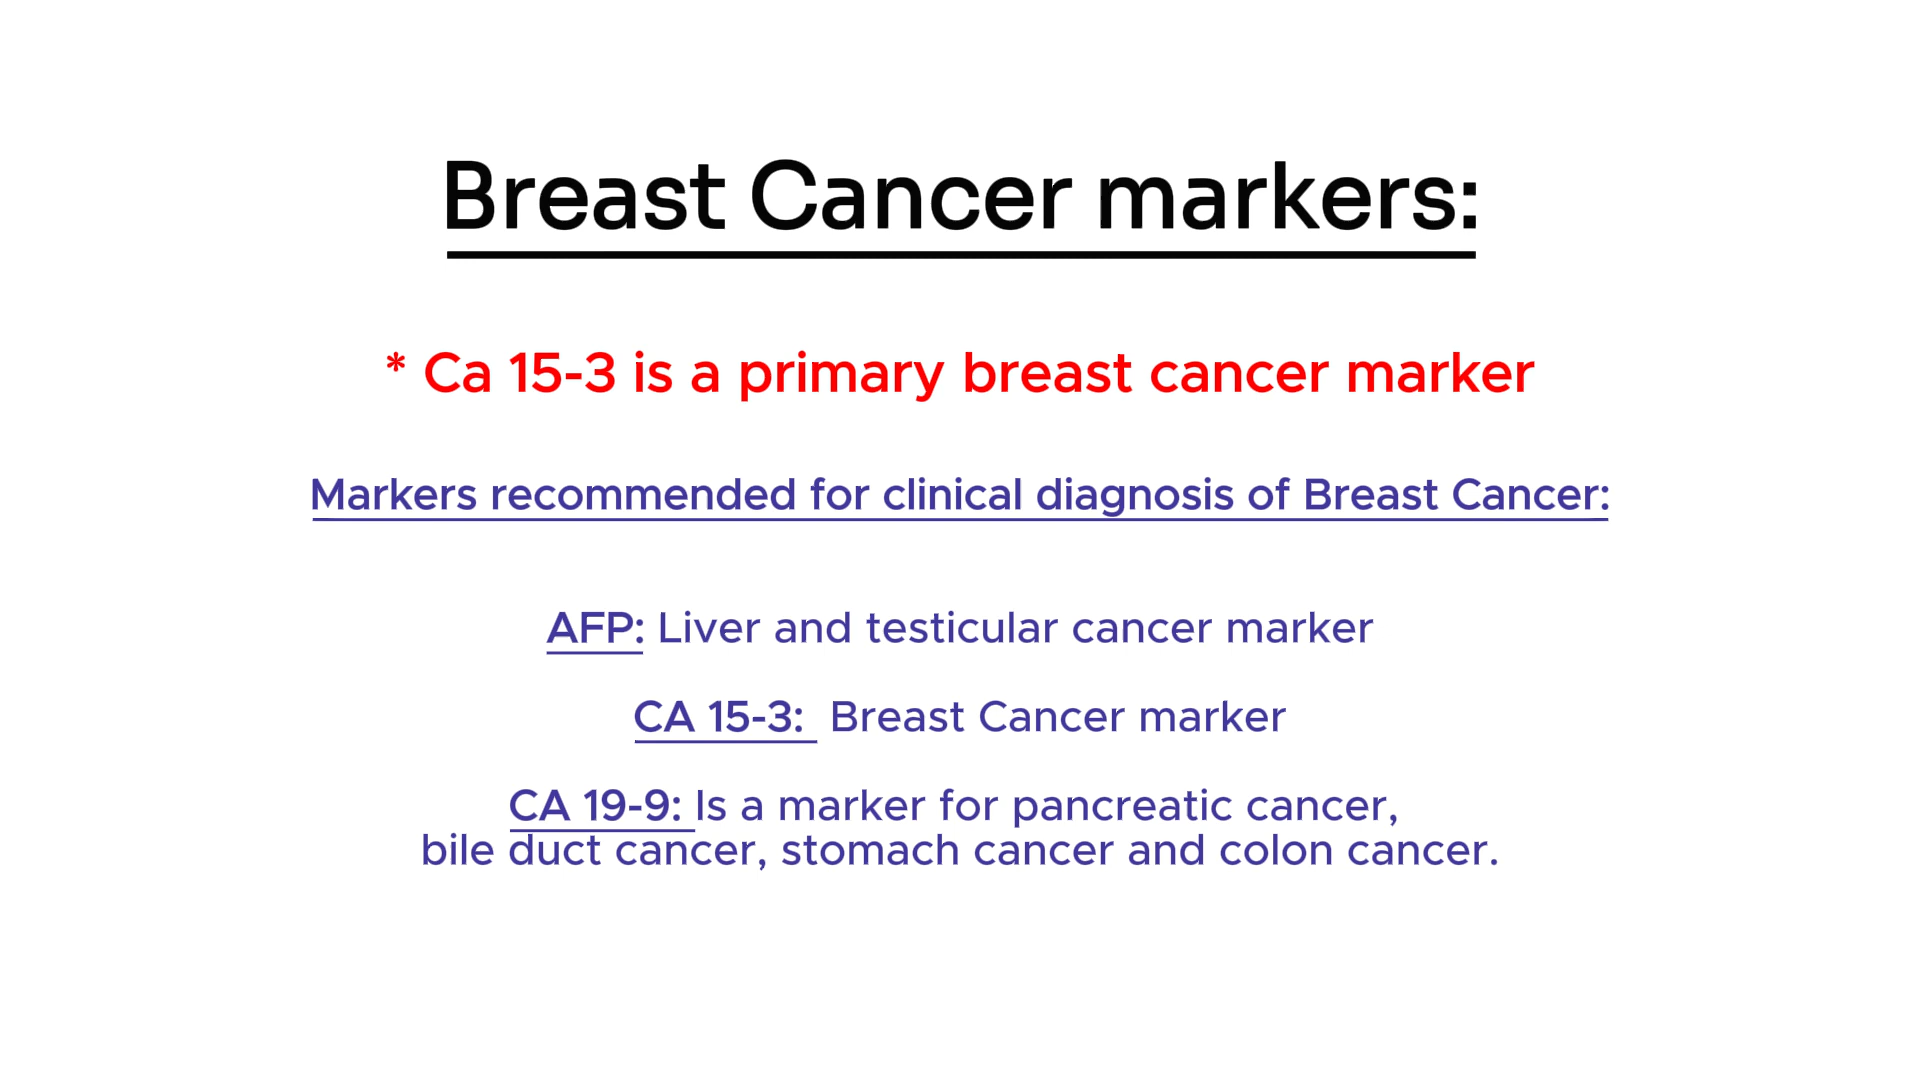 Breast Cancer markers:
* Ca 15-3 is a primary breast cancer marker
Markers recommended for clinical diagnosis of Breast Cancer:
AFP: Liver and testicular cancer marker
CA 15-3:  Breast Cancer marker
CA 19-9: Is a marker for pancreatic cancer,
bile duct cancer, stomach cancer and colon cancer.